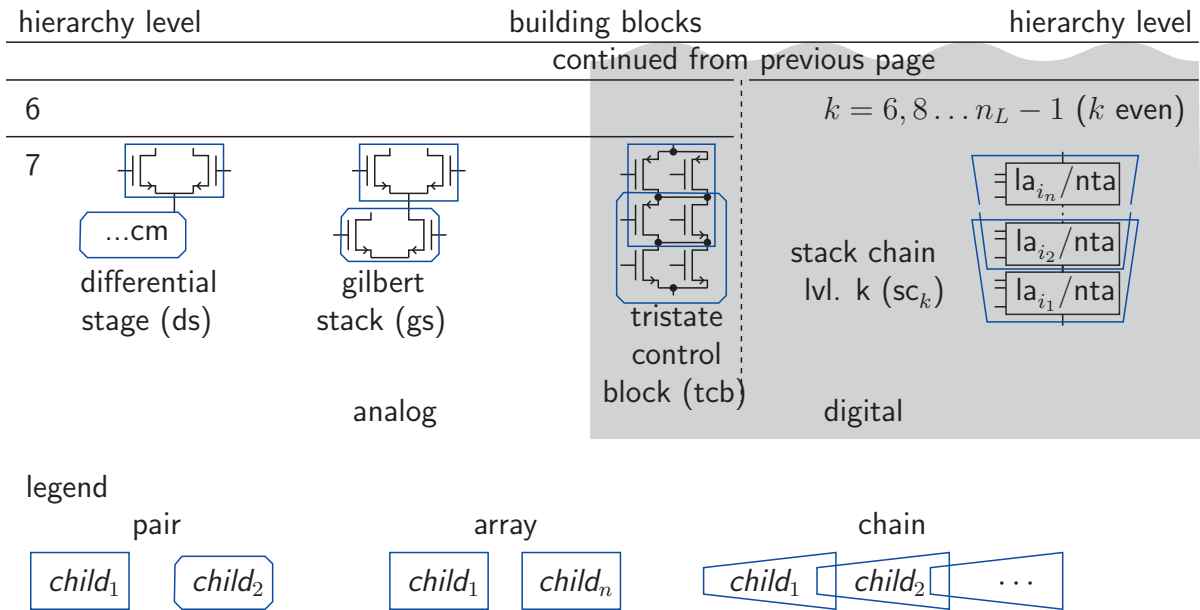 hierarchy level building blocks hierarchy level
continued from previous page
6 k = 6, 8 … n_L − 1 (k even)
7
la_{i_n}/nta
...cm
la_{i_2}/nta
la_{i_1}/nta
differential
stage (ds)
gilbert
stack (gs)
tristate
control
block (tcb)
stack chain
lvl. k (sc_k)
analog digital
legend
pair array chain
child_1 child_2 child_1 child_n child_1 child_2 ···